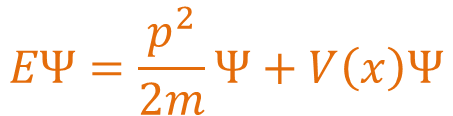 EΨ = p²/2m Ψ + V(x)Ψ